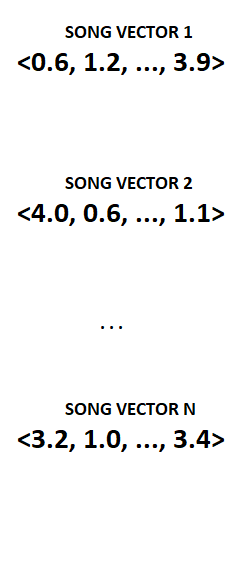 SONG VECTOR 1
<0.6, 1.2, ..., 3.9>
SONG VECTOR 2
<4.0, 0.6, ..., 1.1>
...
SONG VECTOR N
<3.2, 1.0, ..., 3.4>